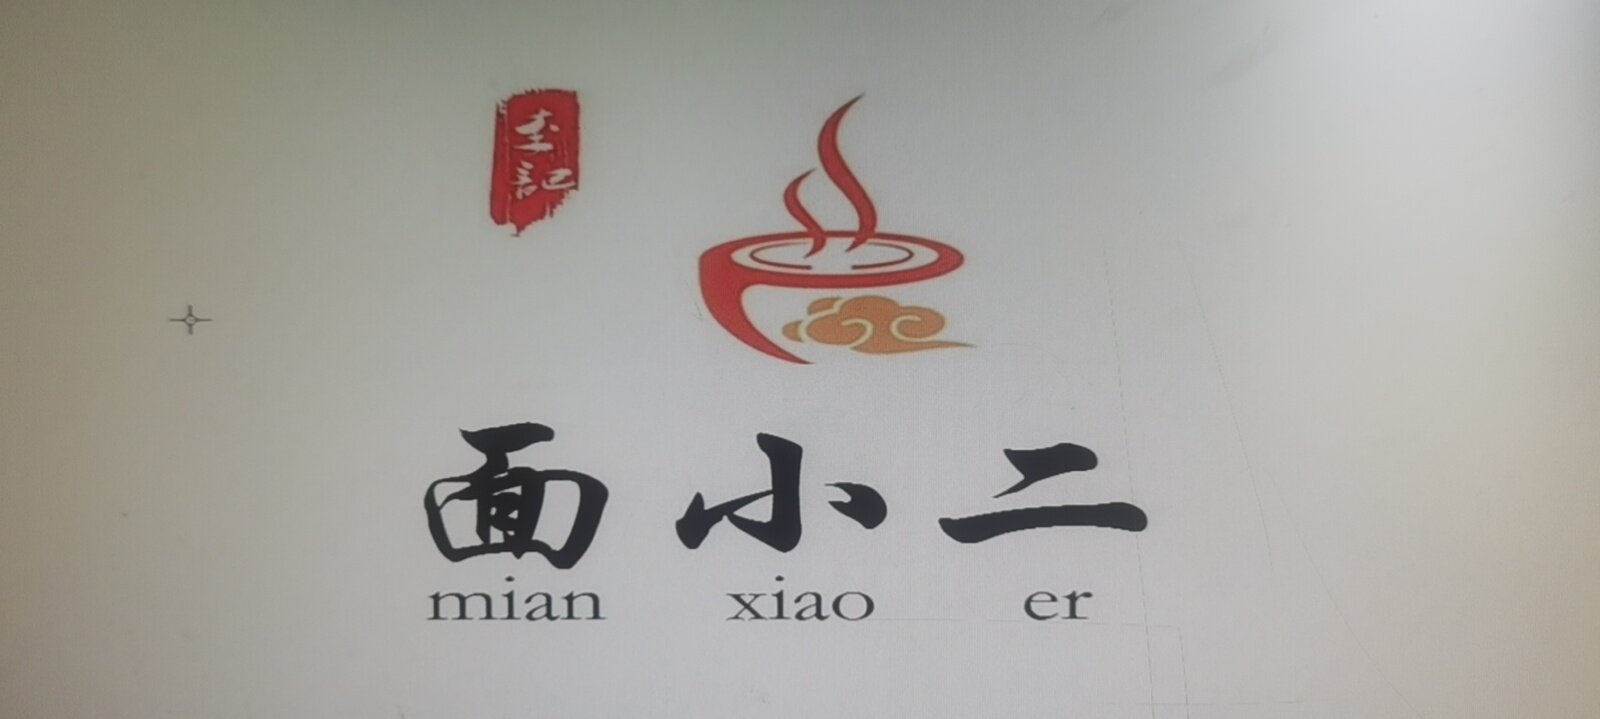 李記
面小二
mian xiao er